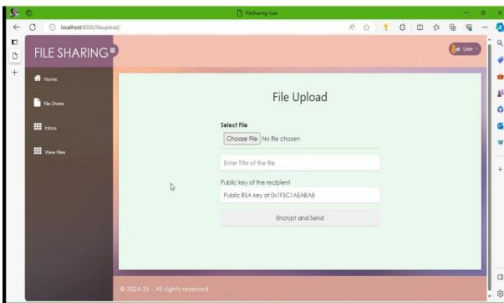 Filesharing User
localhost:8000/fileupload/
FILE SHARING
User
Home
File Share
Inbox
View Files
File Upload
Select File
Choose File No file chosen
Enter Title of the file
Public key of the recipient
Encrypt and Send
All rights reserved.